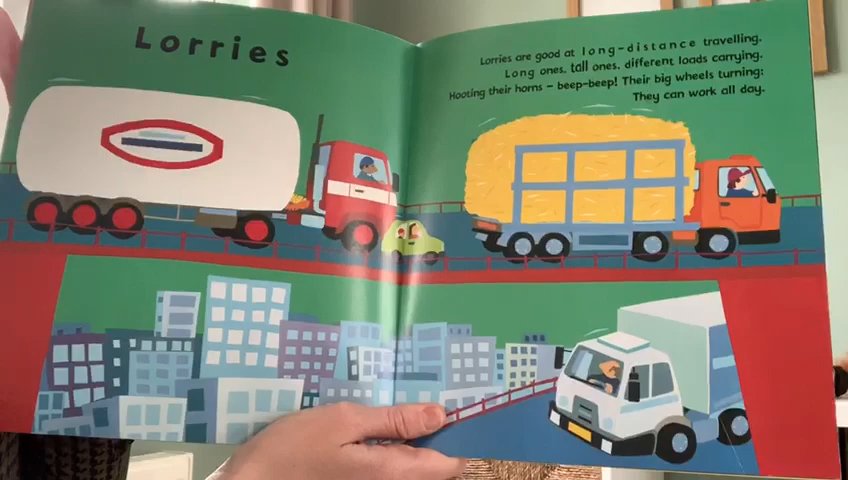 Lorries
Lorries are good at long-distance travelling.
Long ones, tall ones, different loads carrying.
Hooting their horns – beep-beep! Their big wheels turning:
They can work all day.